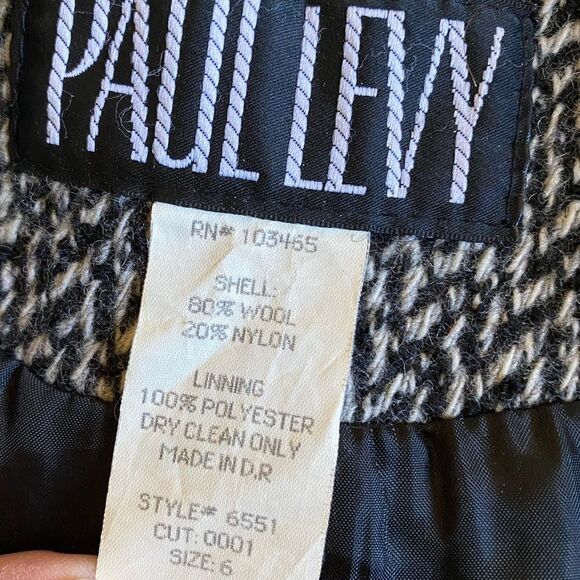 PAUL LEVY
RN# 103465
SHELL:
80% WOOL
20% NYLON
LINNING
100% POLYESTER
DRY CLEAN ONLY
MADE IN D.R
STYLE# 6551
CUT: 0001
SIZE: 6